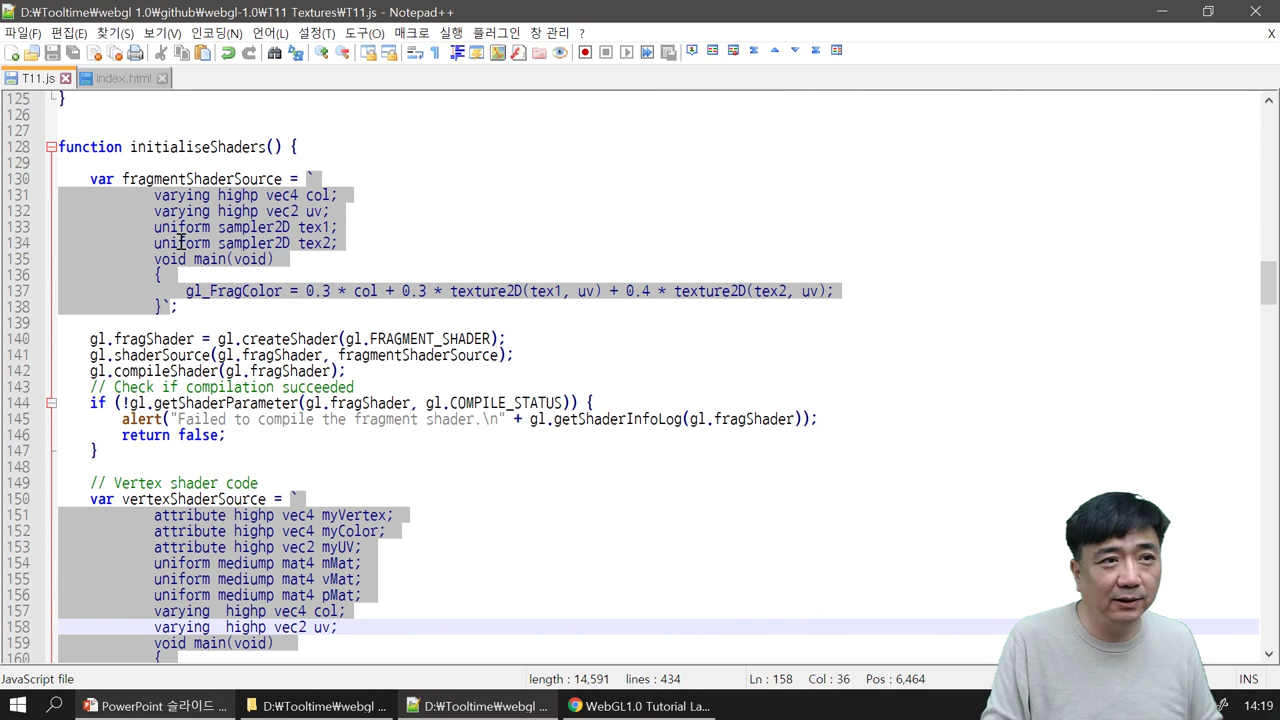 D:₩Tooltime₩webgl 1.0₩github₩webgl-1.0₩T11 Textures₩T11.js - Notepad++
파일(F) 편집(E) 찾기(S) 보기(V) 인코딩(N) 언어(L) 설정(T) 도구(O) 매크로 실행 플러그인 창 관리 ? X
T11.js index.html
125 }
126
127
128 function initialiseShaders() {
129
130 var fragmentShaderSource = `
131 varying highp vec4 col;
132 varying highp vec2 uv;
133 uniform sampler2D tex1;
134 uniform sampler2D tex2;
135 void main(void)
136 {
137 gl_FragColor = 0.3 * col + 0.3 * texture2D(tex1, uv) + 0.4 * texture2D(tex2, uv);
138 }`;
139
140 gl.fragShader = gl.createShader(gl.FRAGMENT_SHADER);
141 gl.shaderSource(gl.fragShader, fragmentShaderSource);
142 gl.compileShader(gl.fragShader);
143 // Check if compilation succeeded
144 if (!gl.getShaderParameter(gl.fragShader, gl.COMPILE_STATUS)) {
145 alert("Failed to compile the fragment shader.\n" + gl.getShaderInfoLog(gl.fragShader));
146 return false;
147 }
148
149 // Vertex shader code
150 var vertexShaderSource = `
151 attribute highp vec4 myVertex;
152 attribute highp vec4 myColor;
153 attribute highp vec2 myUV;
154 uniform mediump mat4 mMat;
155 uniform mediump mat4 vMat;
156 uniform mediump mat4 pMat;
157 varying highp vec4 col;
158 varying highp vec2 uv;
159 void main(void)
160 {
JavaScript file length : 14,591 lines : 434 Ln : 158 Col : 36 Pos : 6,464 INS
PowerPoint 슬라이드 ... D:₩Tooltime₩webgl ... D:₩Tooltime₩webgl ... WebGL1.0 Tutorial La... 14:19